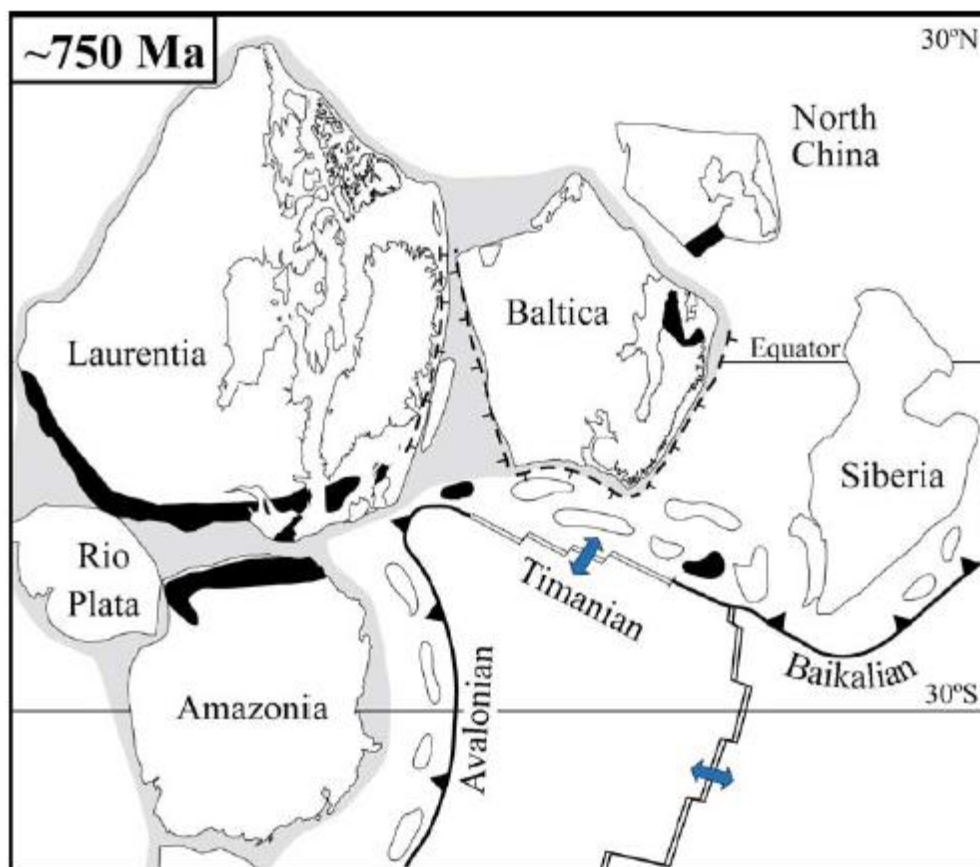 ~750 Ma
30ºN
North
China
Laurentia
Baltica
Equator
Siberia
Rio
Plata
Timanian
Baikalian
Amazonia
Avalonian
30ºS